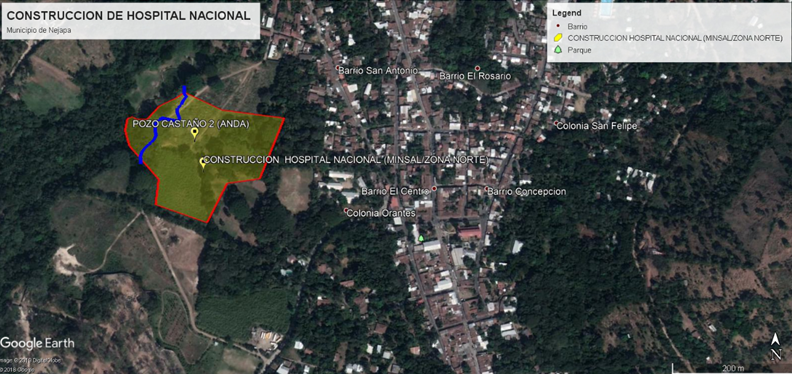 CONSTRUCCION DE HOSPITAL NACIONAL
Municipio de Nejapa
Legend
Barrio
CONSTRUCCION HOSPITAL NACIONAL (MINSAL/ZONA NORTE)
Parque
Barrio San Antonio
Barrio El Rosario
POZO CASTAÑO 2 (ANDA)
Colonia San Felipe
CONSTRUCCION HOSPITAL NACIONAL (MINSAL/ZONA NORTE)
Barrio El Centro
Barrio Concepcion
Colonia Orantes
Google Earth
N
200 m